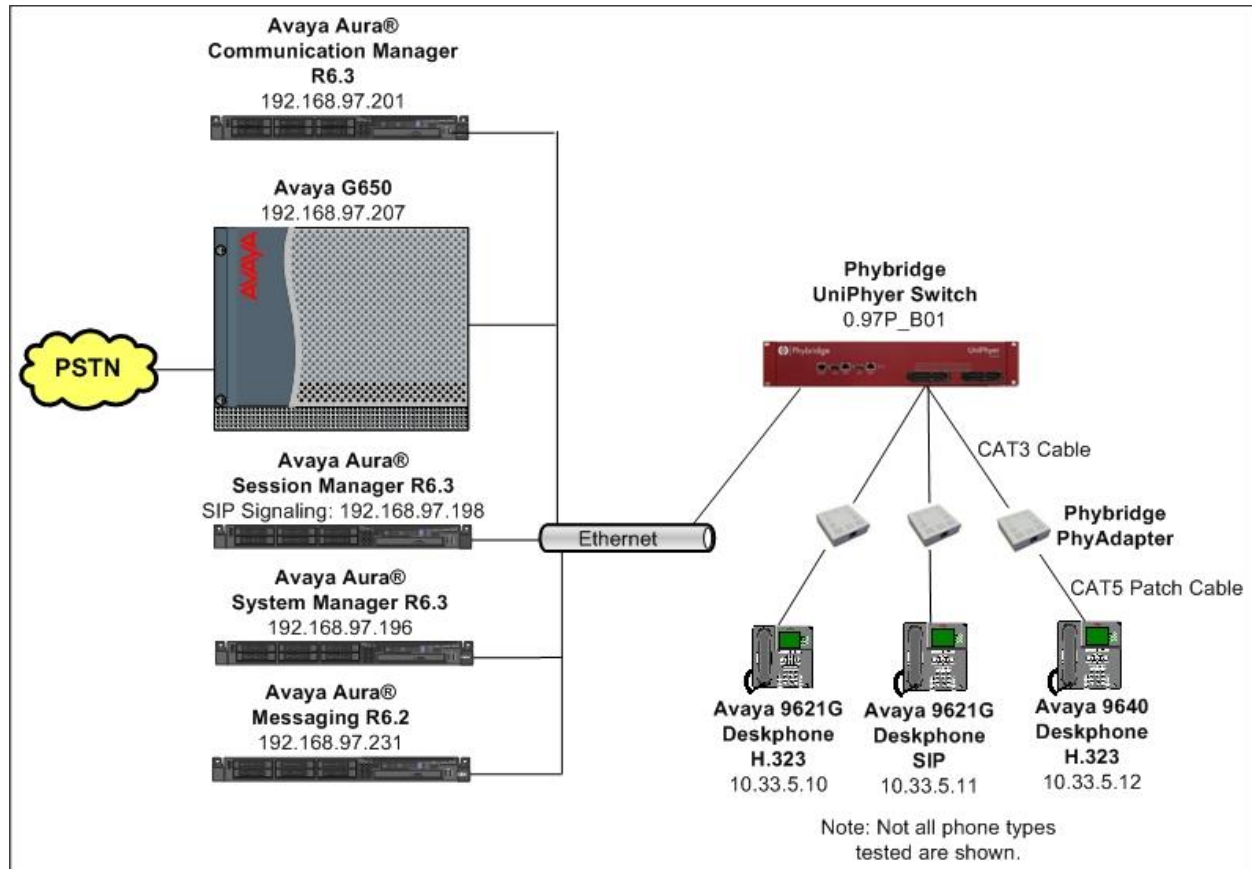 Avaya Aura®
Communication Manager
R6.3
192.168.97.201
Avaya G650
192.168.97.207
AVAYA
PSTN
Avaya Aura®
Session Manager R6.3
SIP Signaling: 192.168.97.198
Avaya Aura®
System Manager R6.3
192.168.97.196
Avaya Aura®
Messaging R6.2
192.168.97.231
Ethernet
Phybridge
UniPhyer Switch
0.97P_B01
Phybridge
UniPhyer
CAT3 Cable
Phybridge
PhyAdapter
CAT5 Patch Cable
Avaya 9621G
Deskphone
H.323
10.33.5.10
Avaya 9621G
Deskphone
SIP
10.33.5.11
Avaya 9640
Deskphone
H.323
10.33.5.12
Note: Not all phone types
tested are shown.